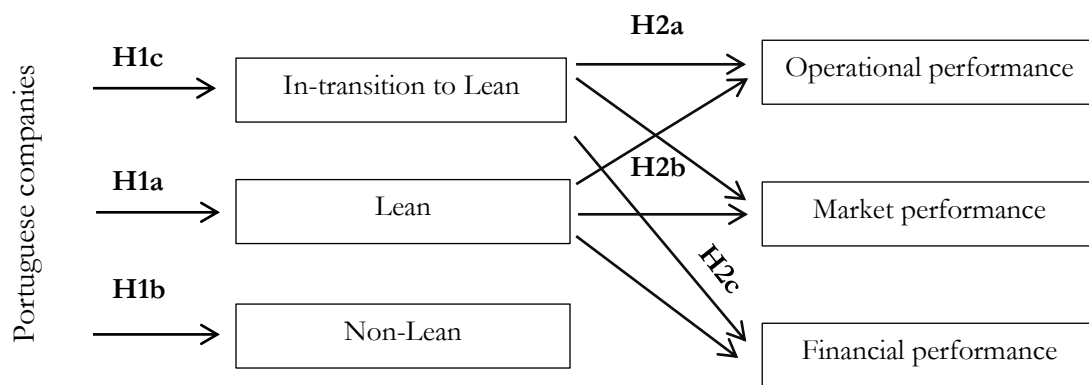 Portuguese companies
H1c
In-transition to Lean
H2a
Operational performance
H1a
Lean
H2b
Market performance
H1b
Non-Lean
H2c
Financial performance